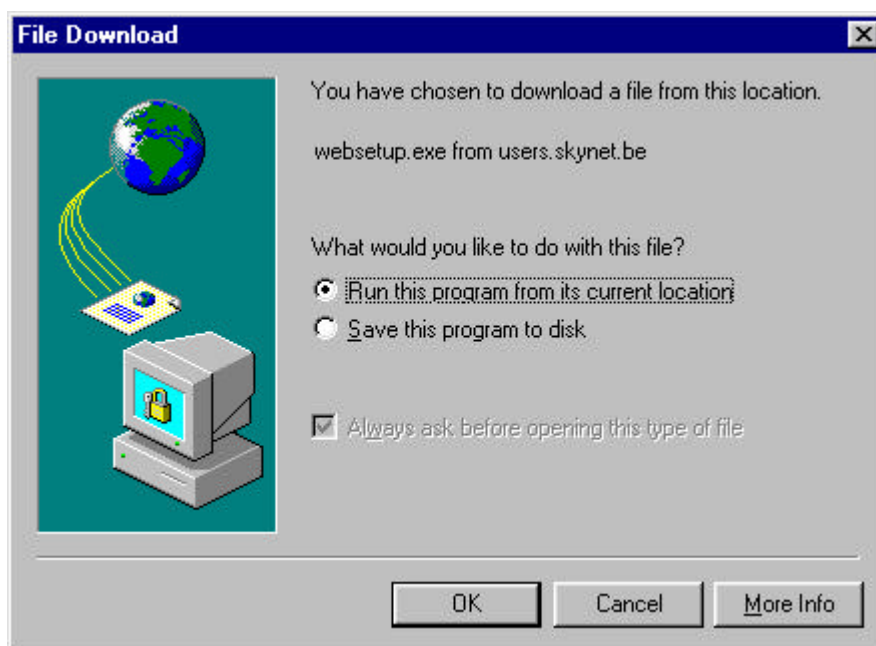 File Download
You have chosen to download a file from this location.
websetup.exe from users.skynet.be
What would you like to do with this file?
Run this program from its current location
Save this program to disk
Always ask before opening this type of file
OK
Cancel
More Info